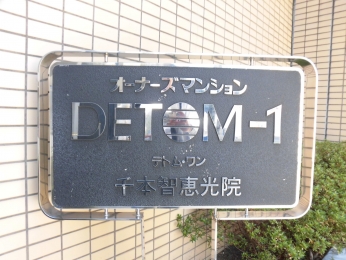 オーナーズマンション
DETOM-1
デトム・ワン
千本智恵光院